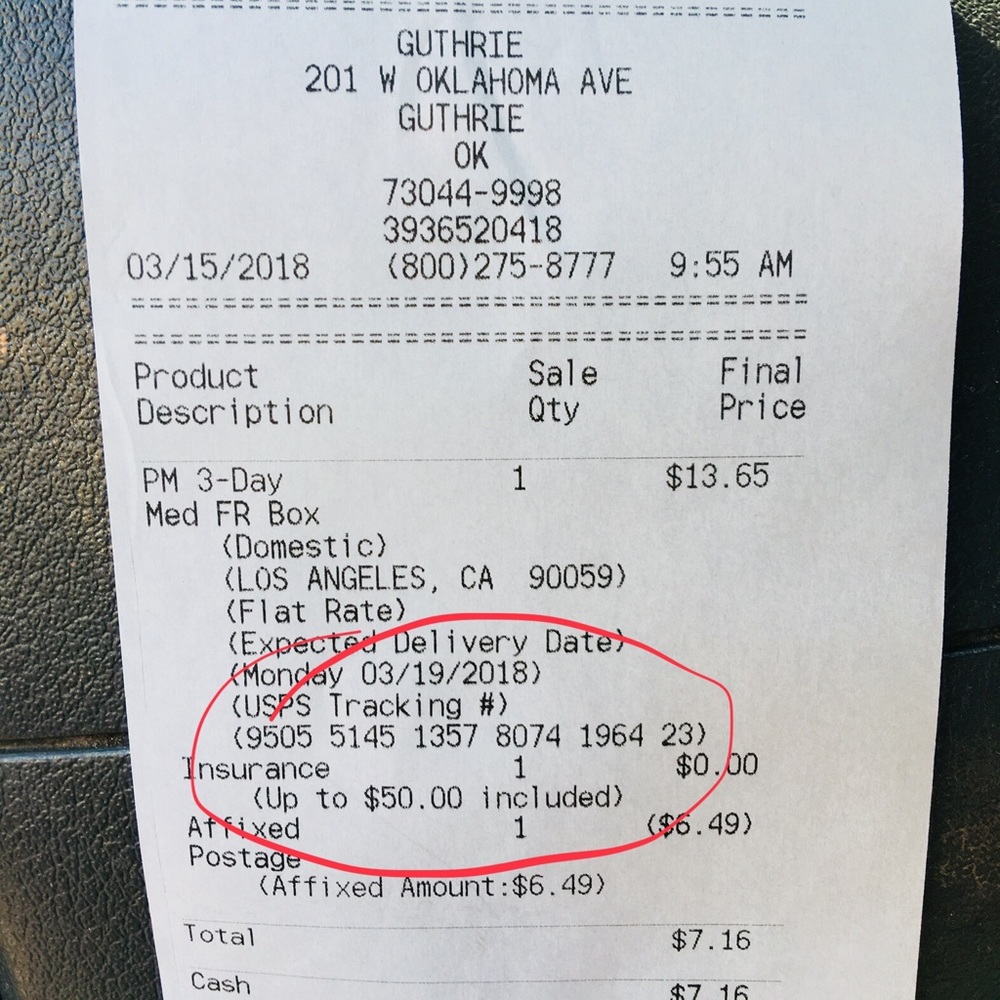 GUTHRIE
201 W OKLAHOMA AVE
GUTHRIE
OK
73044-9998
3936520418
03/15/2018 (800)275-8777 9:55 AM
Product Sale Final
Description Qty Price
PM 3-Day 1 $13.65
Med FR Box
(Domestic)
(LOS ANGELES, CA 90059)
(Flat Rate)
(Expected Delivery Date)
(Monday 03/19/2018)
(USPS Tracking #)
(9505 5145 1357 8074 1964 23)
Insurance 1 $0.00
(Up to $50.00 included)
Affixed 1 ($6.49)
Postage
(Affixed Amount:$6.49)
Total $7.16
Cash $7.16